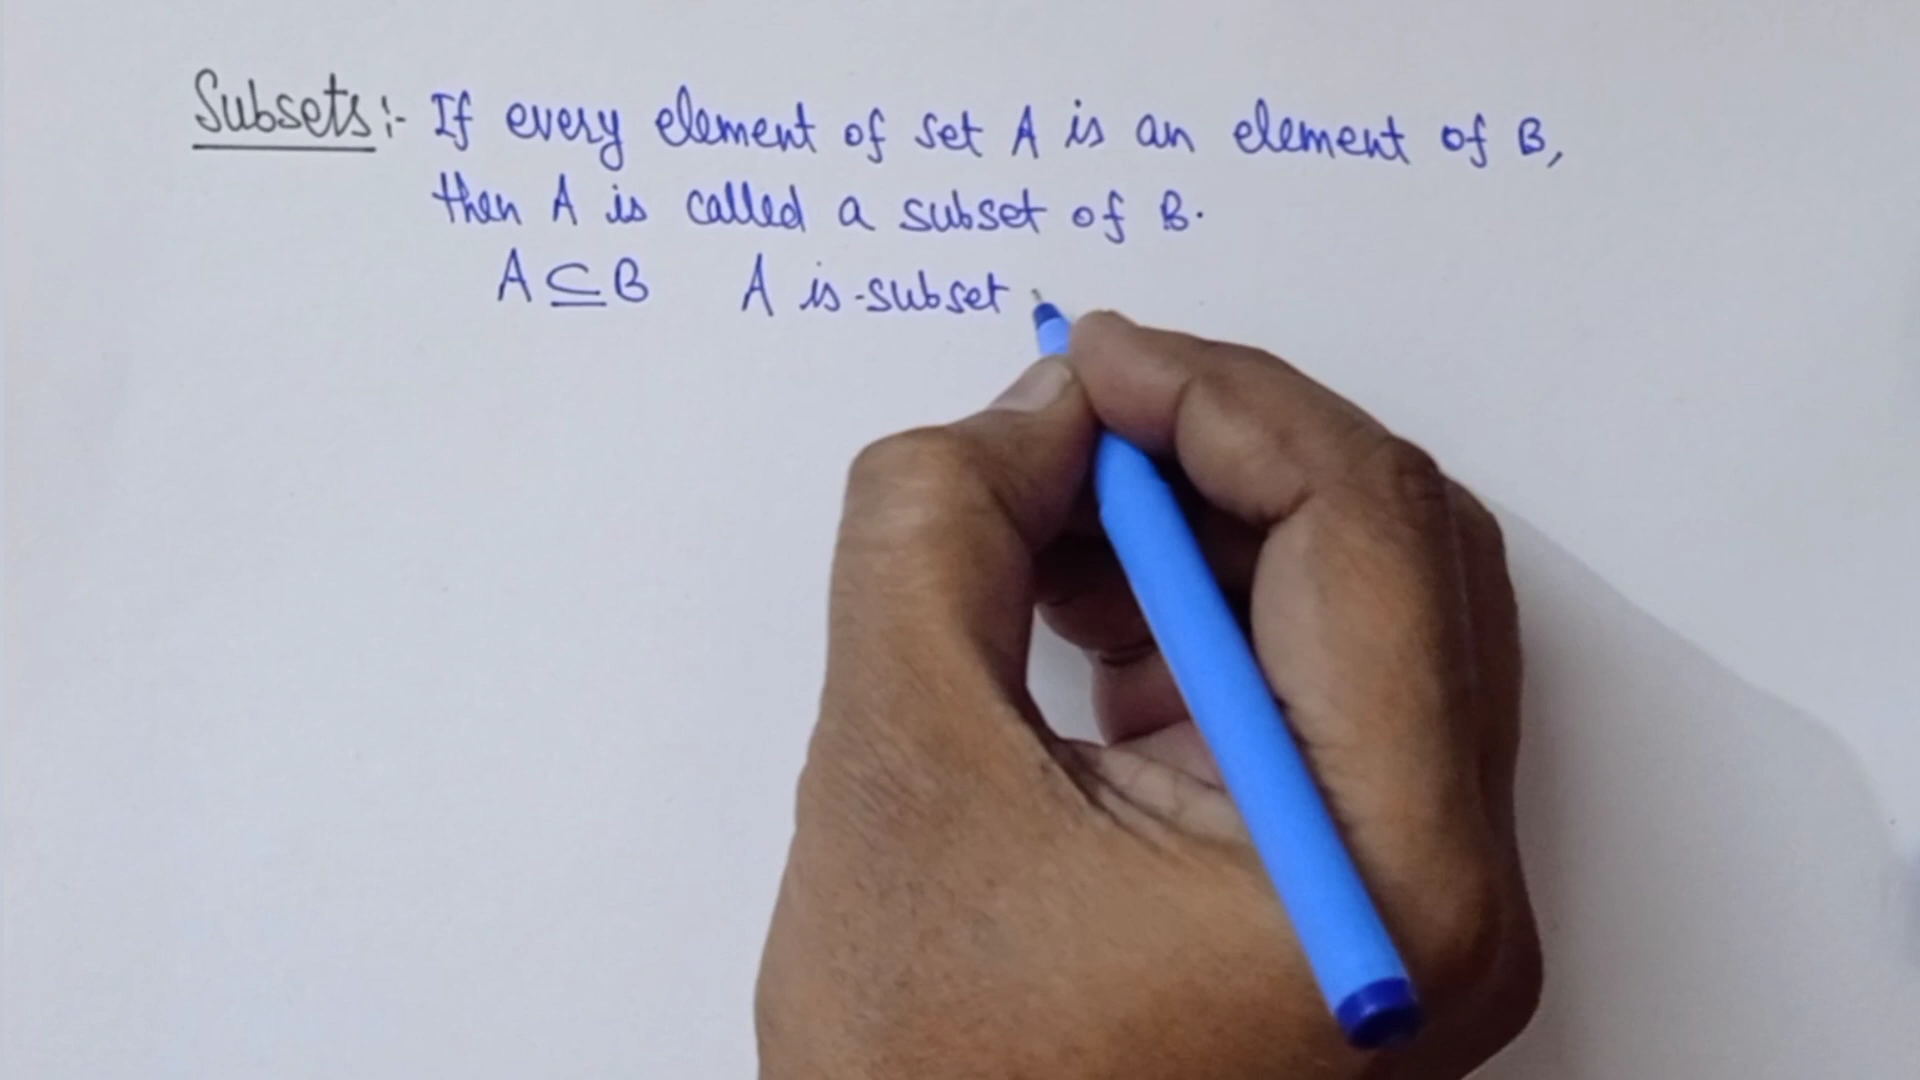 Subsets:- If every element of set A is an element of B,
then A is called a subset of B.
A ⊆ B A is subset